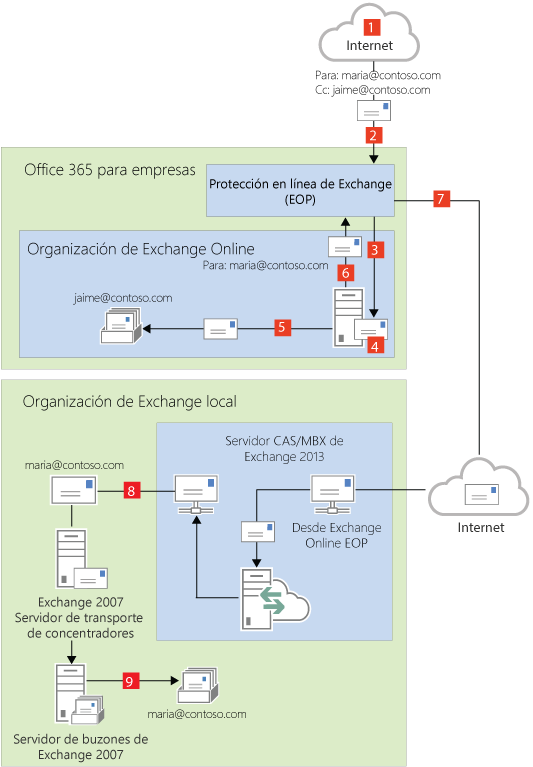 1
Internet
Para: maria@contoso.com
Cc: jaime@contoso.com
2
Office 365 para empresas
Protección en línea de Exchange
(EOP)
7
Organización de Exchange Online
3
Para: maria@contoso.com
6
jaime@contoso.com
5
4
Organización de Exchange local
Servidor CAS/MBX de
Exchange 2013
maria@contoso.com
8
Desde Exchange
Online EOP
Internet
Exchange 2007
Servidor de transporte
de concentradores
9
maria@contoso.com
Servidor de buzones de
Exchange 2007